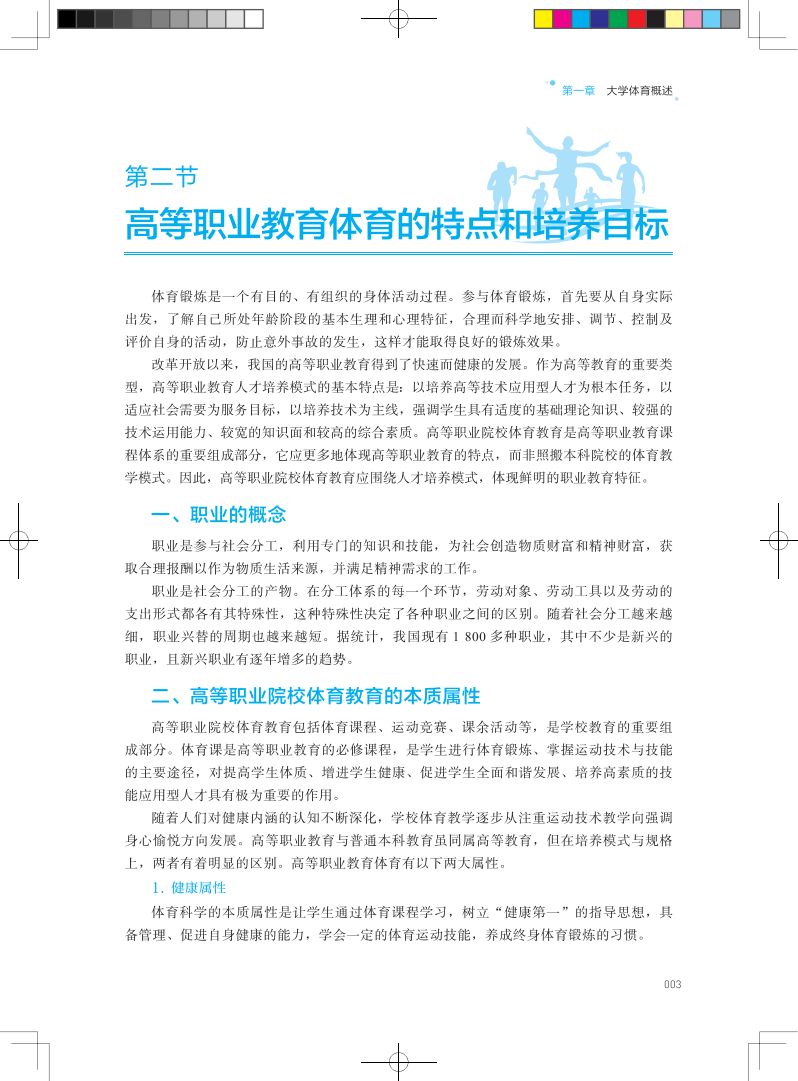 第一章　大学体育概述
第二节
高等职业教育体育的特点和培养目标
体育锻炼是一个有目的、有组织的身体活动过程。参与体育锻炼，首先要从自身实际
出发，了解自己所处年龄阶段的基本生理和心理特征，合理而科学地安排、调节、控制及
评价自身的活动，防止意外事故的发生，这样才能取得良好的锻炼效果。
改革开放以来，我国的高等职业教育得到了快速而健康的发展。作为高等教育的重要类
型，高等职业教育人才培养模式的基本特点是：以培养高等技术应用型人才为根本任务，以
适应社会需要为服务目标，以培养技术为主线，强调学生具有适度的基础理论知识、较强的
技术运用能力、较宽的知识面和较高的综合素质。高等职业院校体育教育是高等职业教育课
程体系的重要组成部分，它应更多地体现高等职业教育的特点，而非照搬本科院校的体育教
学模式。因此，高等职业院校体育教育应围绕人才培养模式，体现鲜明的职业教育特征。
一、职业的概念
职业是参与社会分工，利用专门的知识和技能，为社会创造物质财富和精神财富，获
取合理报酬以作为物质生活来源，并满足精神需求的工作。
职业是社会分工的产物。在分工体系的每一个环节，劳动对象、劳动工具以及劳动的
支出形式都各有其特殊性，这种特殊性决定了各种职业之间的区别。随着社会分工越来越
细，职业兴替的周期也越来越短。据统计，我国现有 1 800 多种职业，其中不少是新兴的
职业，且新兴职业有逐年增多的趋势。
二、高等职业院校体育教育的本质属性
高等职业院校体育教育包括体育课程、运动竞赛、课余活动等，是学校教育的重要组
成部分。体育课是高等职业教育的必修课程，是学生进行体育锻炼、掌握运动技术与技能
的主要途径，对提高学生体质、增进学生健康、促进学生全面和谐发展、培养高素质的技
能应用型人才具有极为重要的作用。
随着人们对健康内涵的认知不断深化，学校体育教学逐步从注重运动技术教学向强调
身心愉悦方向发展。高等职业教育与普通本科教育虽同属高等教育，但在培养模式与规格
上，两者有着明显的区别。高等职业教育体育有以下两大属性。
1. 健康属性
体育科学的本质属性是让学生通过体育课程学习，树立“健康第一”的指导思想，具
备管理、促进自身健康的能力，学会一定的体育运动技能，养成终身体育锻炼的习惯。
003